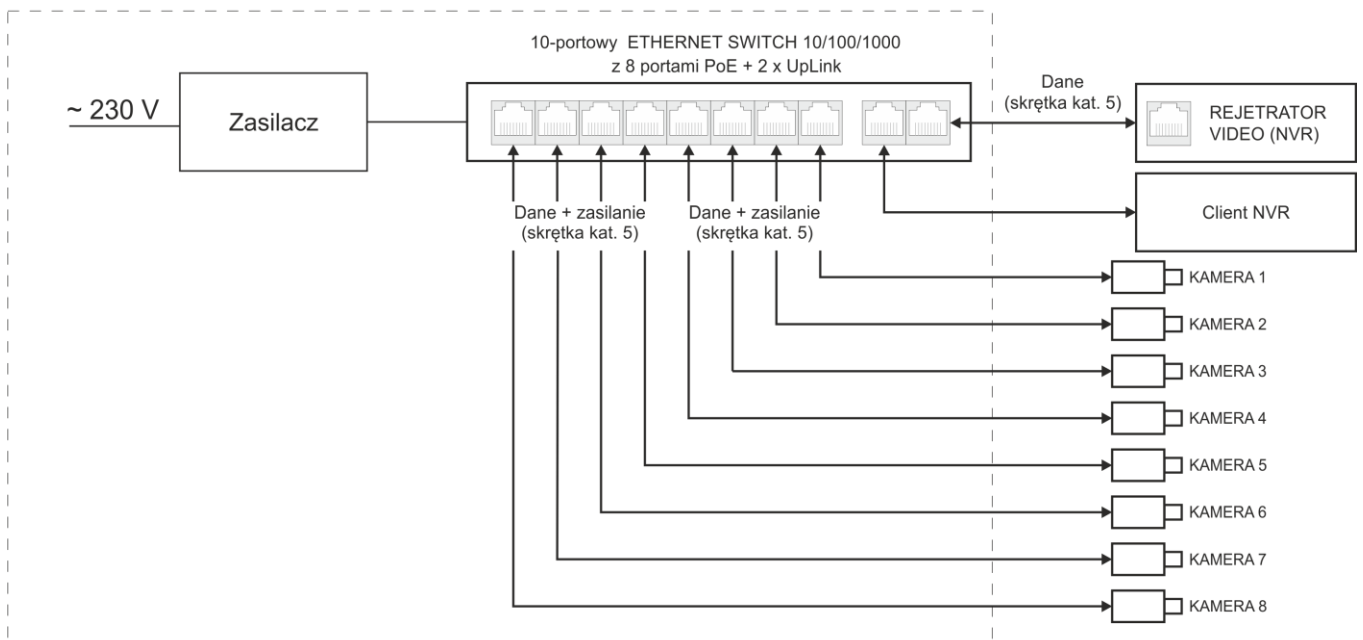 10-portowy ETHERNET SWITCH 10/100/1000
z 8 portami PoE + 2 x UpLink
~ 230 V
Zasilacz
Dane
(skrętka kat. 5)
REJETRATOR
VIDEO (NVR)
Client NVR
Dane + zasilanie
(skrętka kat. 5)
Dane + zasilanie
(skrętka kat. 5)
KAMERA 1
KAMERA 2
KAMERA 3
KAMERA 4
KAMERA 5
KAMERA 6
KAMERA 7
KAMERA 8